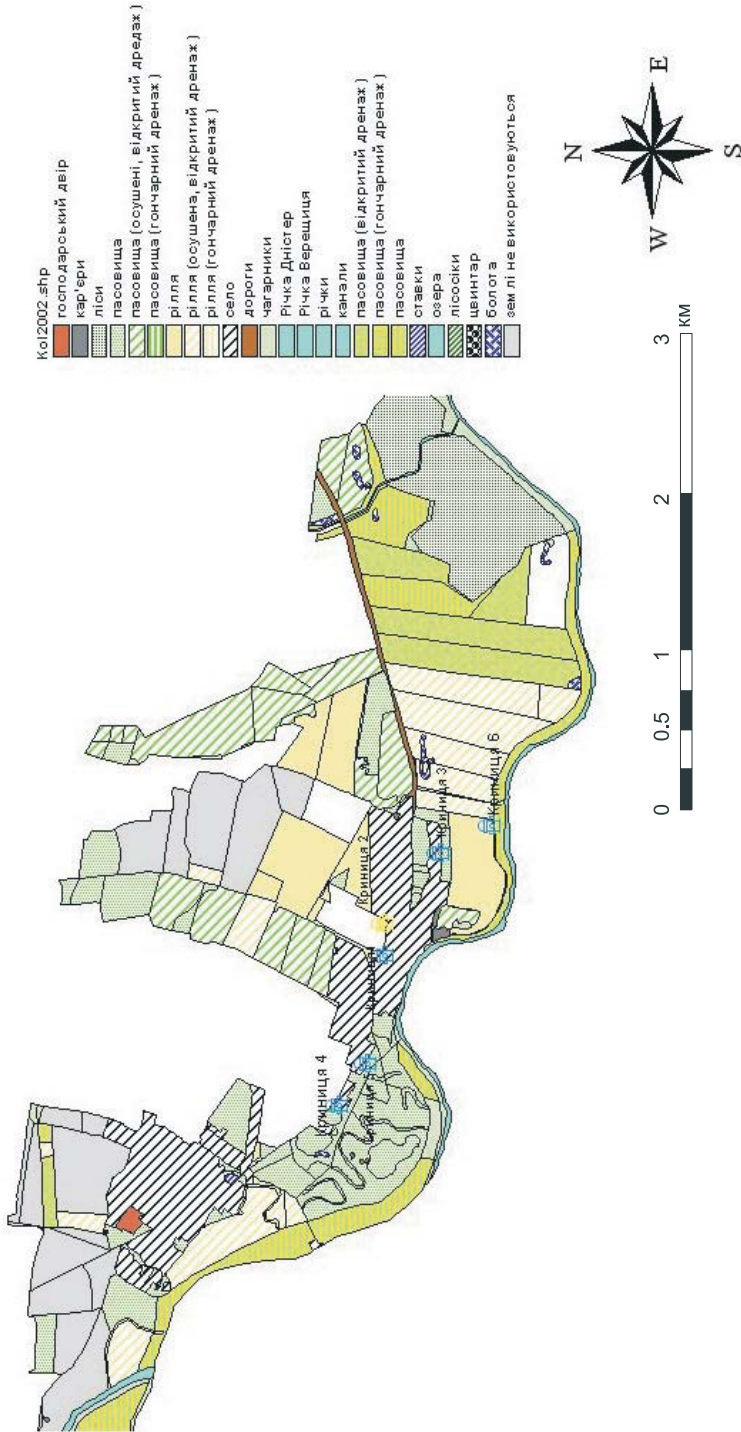 Kol2002.shp
господарський двір
кар'єри
ліси
пасовища
пасовища (осушені, відкритий дредаж)
пасовища (гончарний дренаж)
рілля
рілля (осушена, відкритий дренаж)
рілля (гончарний дренаж)
село
дороги
чагарники
Річка Дністер
Річка Верещиця
річки
канали
пасовища (відкритий дренаж)
пасовища (гончарний дренаж)
пасовища
ставки
озера
лісосіки
цвинтар
болота
землі не використовуються
Криниця 4
Криниця 2
Криниця 3
Криниця 6
Криниця
N
E
S
W
0
0.5
1
2
3
КМ